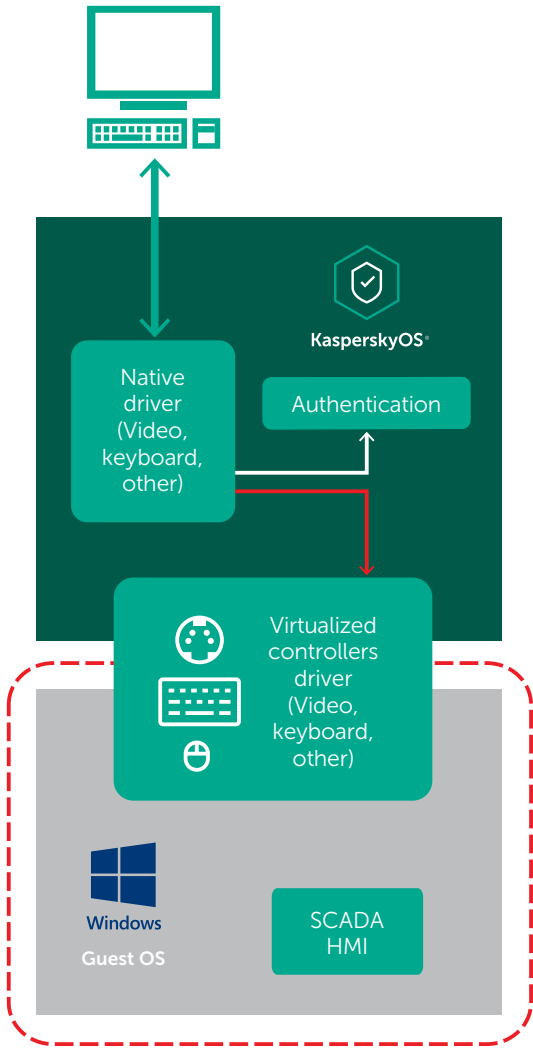 KasperskyOS®
Native
driver
(Video,
keyboard,
other)
Authentication
Virtualized
controllers
driver
(Video,
keyboard,
other)
Windows
Guest OS
SCADA
HMI